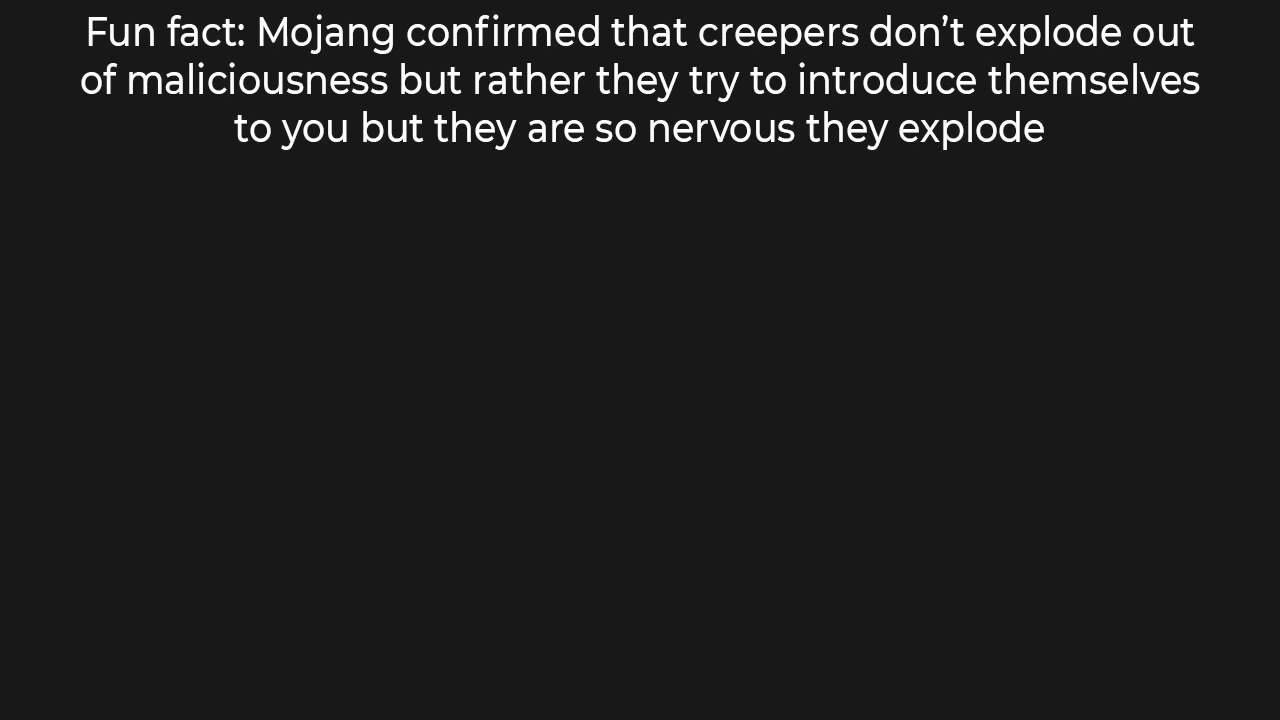 Fun fact: Mojang confirmed that creepers don’t explode out
of maliciousness but rather they try to introduce themselves
to you but they are so nervous they explode